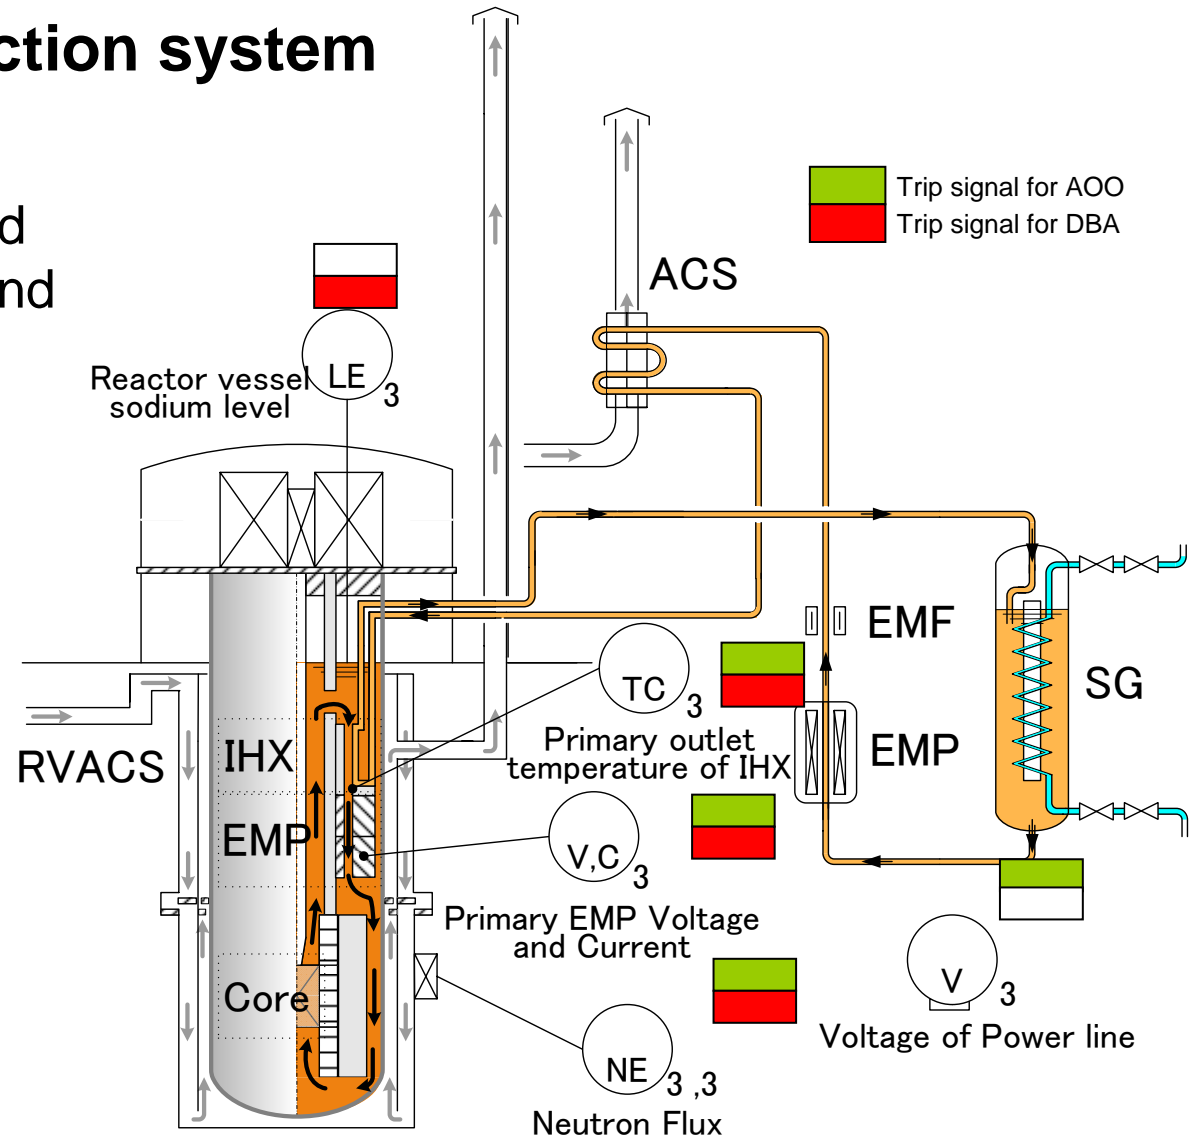 ction system
d
nd
Trip signal for AOO
Trip signal for DBA
ACS
Reactor vessel
sodium level
LE
3
EMF
TC
3
SG
Primary outlet
temperature of IHX
EMP
RVACS
IHX
EMP
V,C
3
Primary EMP Voltage
and Current
Core
V
3
Voltage of Power line
NE
3 ,3
Neutron Flux